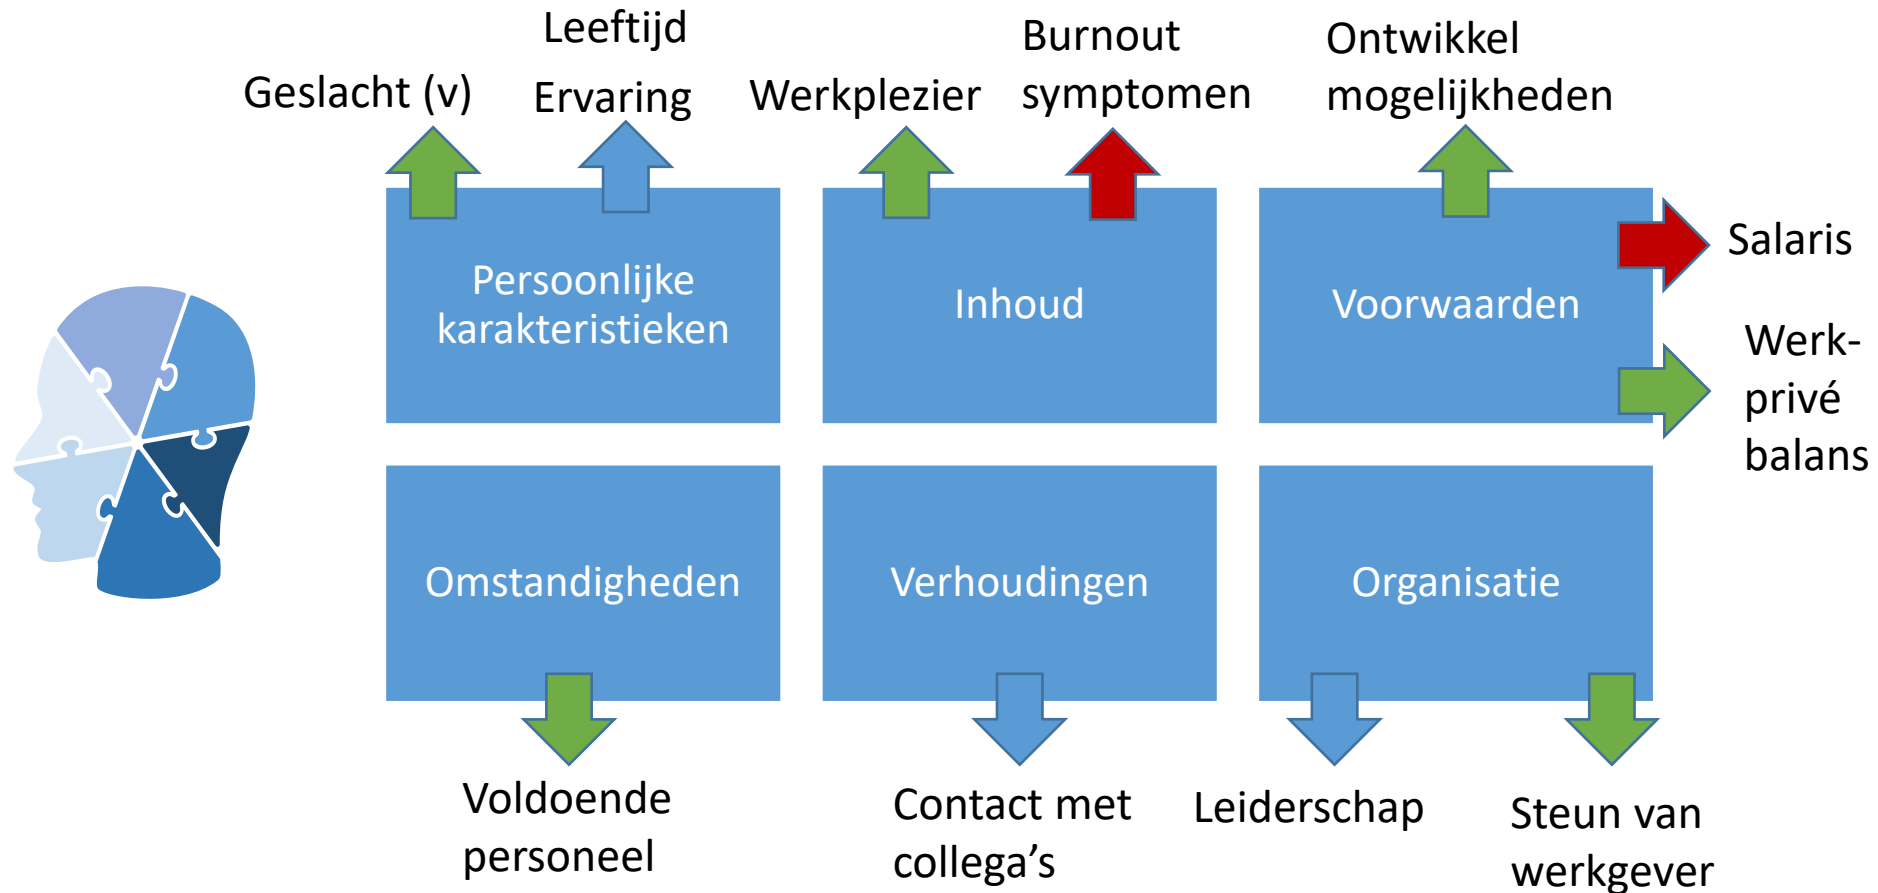 Leeftijd
Ervaring
Geslacht (v)
Werkplezier
Burnout
symptomen
Ontwikkel
mogelijkheden
Salaris
Werk-
privé
balans
Persoonlijke
karakteristieken
Inhoud
Voorwaarden
Omstandigheden
Verhoudingen
Organisatie
Voldoende
personeel
Contact met
collega's
Leiderschap
Steun van
werkgever